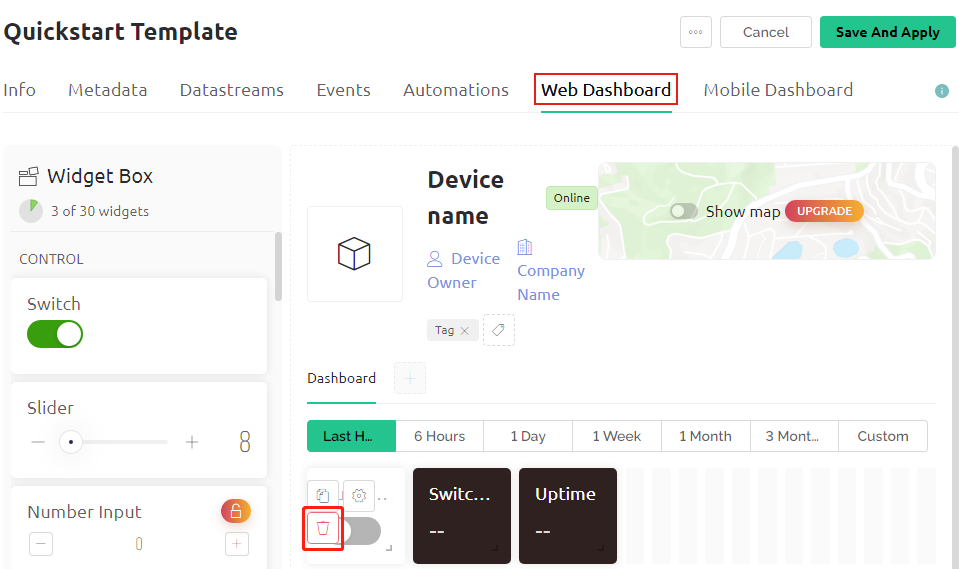 Quickstart Template
Cancel
Save And Apply
Info
Metadata
Datastreams
Events
Automations
Web Dashboard
Mobile Dashboard
Widget Box
3 of 30 widgets
CONTROL
Switch
Slider
8
Number Input
0
Device
name
Online
Device
Owner
Company
Name
Tag
Show map
UPGRADE
Dashboard
Last H...
6 Hours
1 Day
1 Week
1 Month
3 Mont...
Custom
Switc...
--
Uptime
--